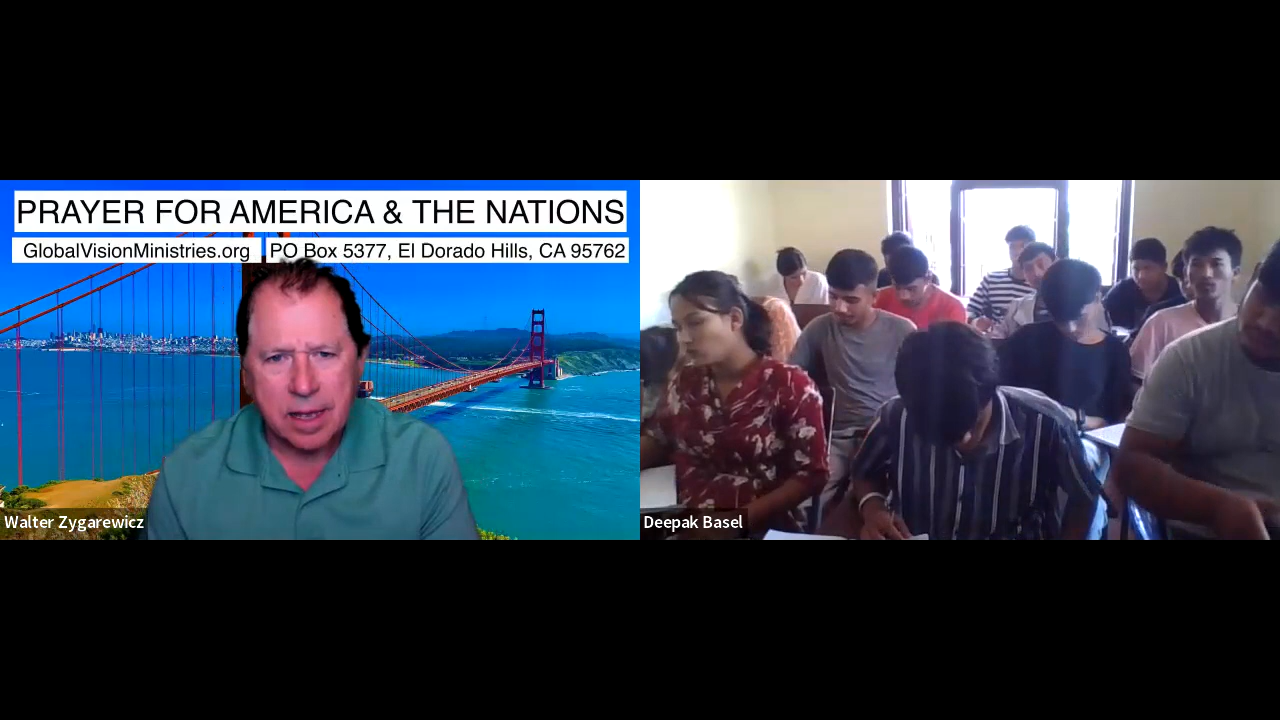 PRAYER FOR AMERICA & THE NATIONS
GlobalVisionMinistries.org PO Box 5377, El Dorado Hills, CA 95762
Walter Zygarewicz
Deepak Basel